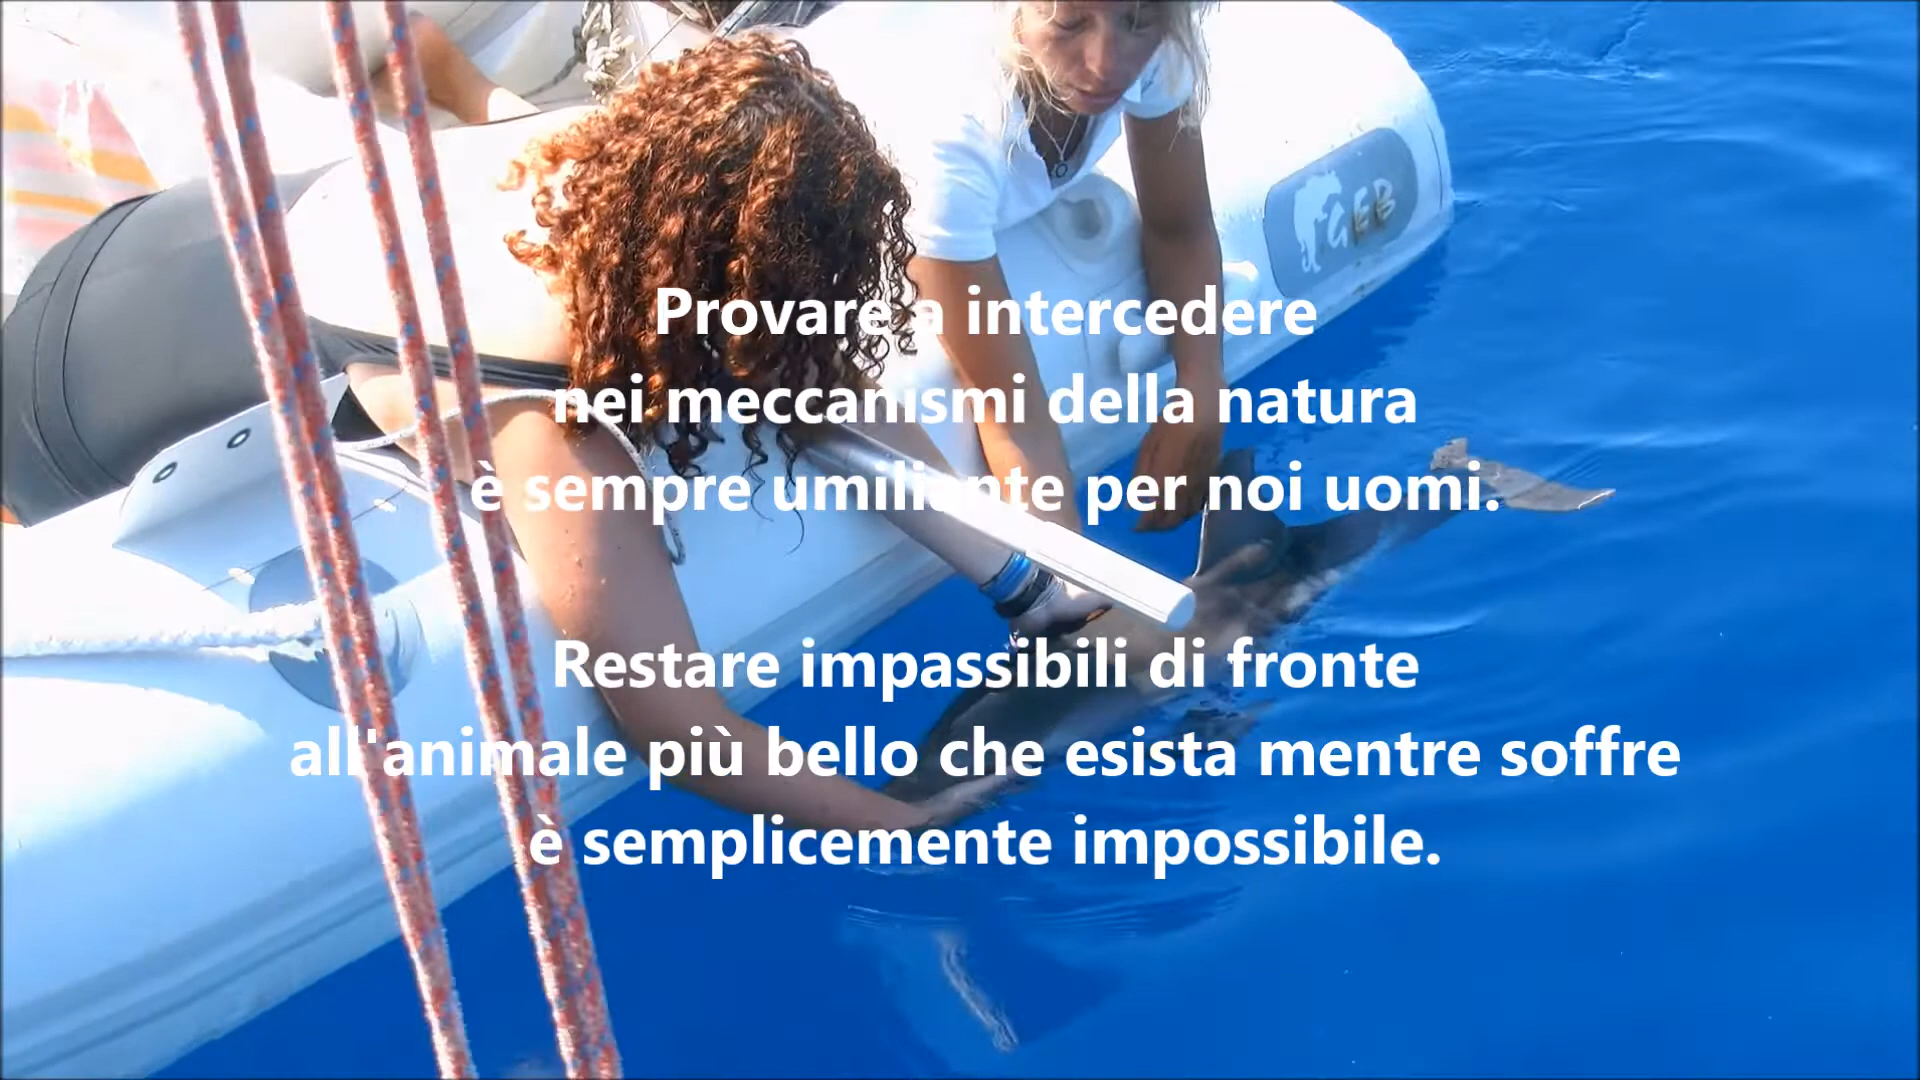 GEB
Provare a intercedere
nei meccanismi della natura
è sempre umiliante per noi uomi.
Restare impassibili di fronte
all'animale più bello che esista mentre soffre
è semplicemente impossibile.